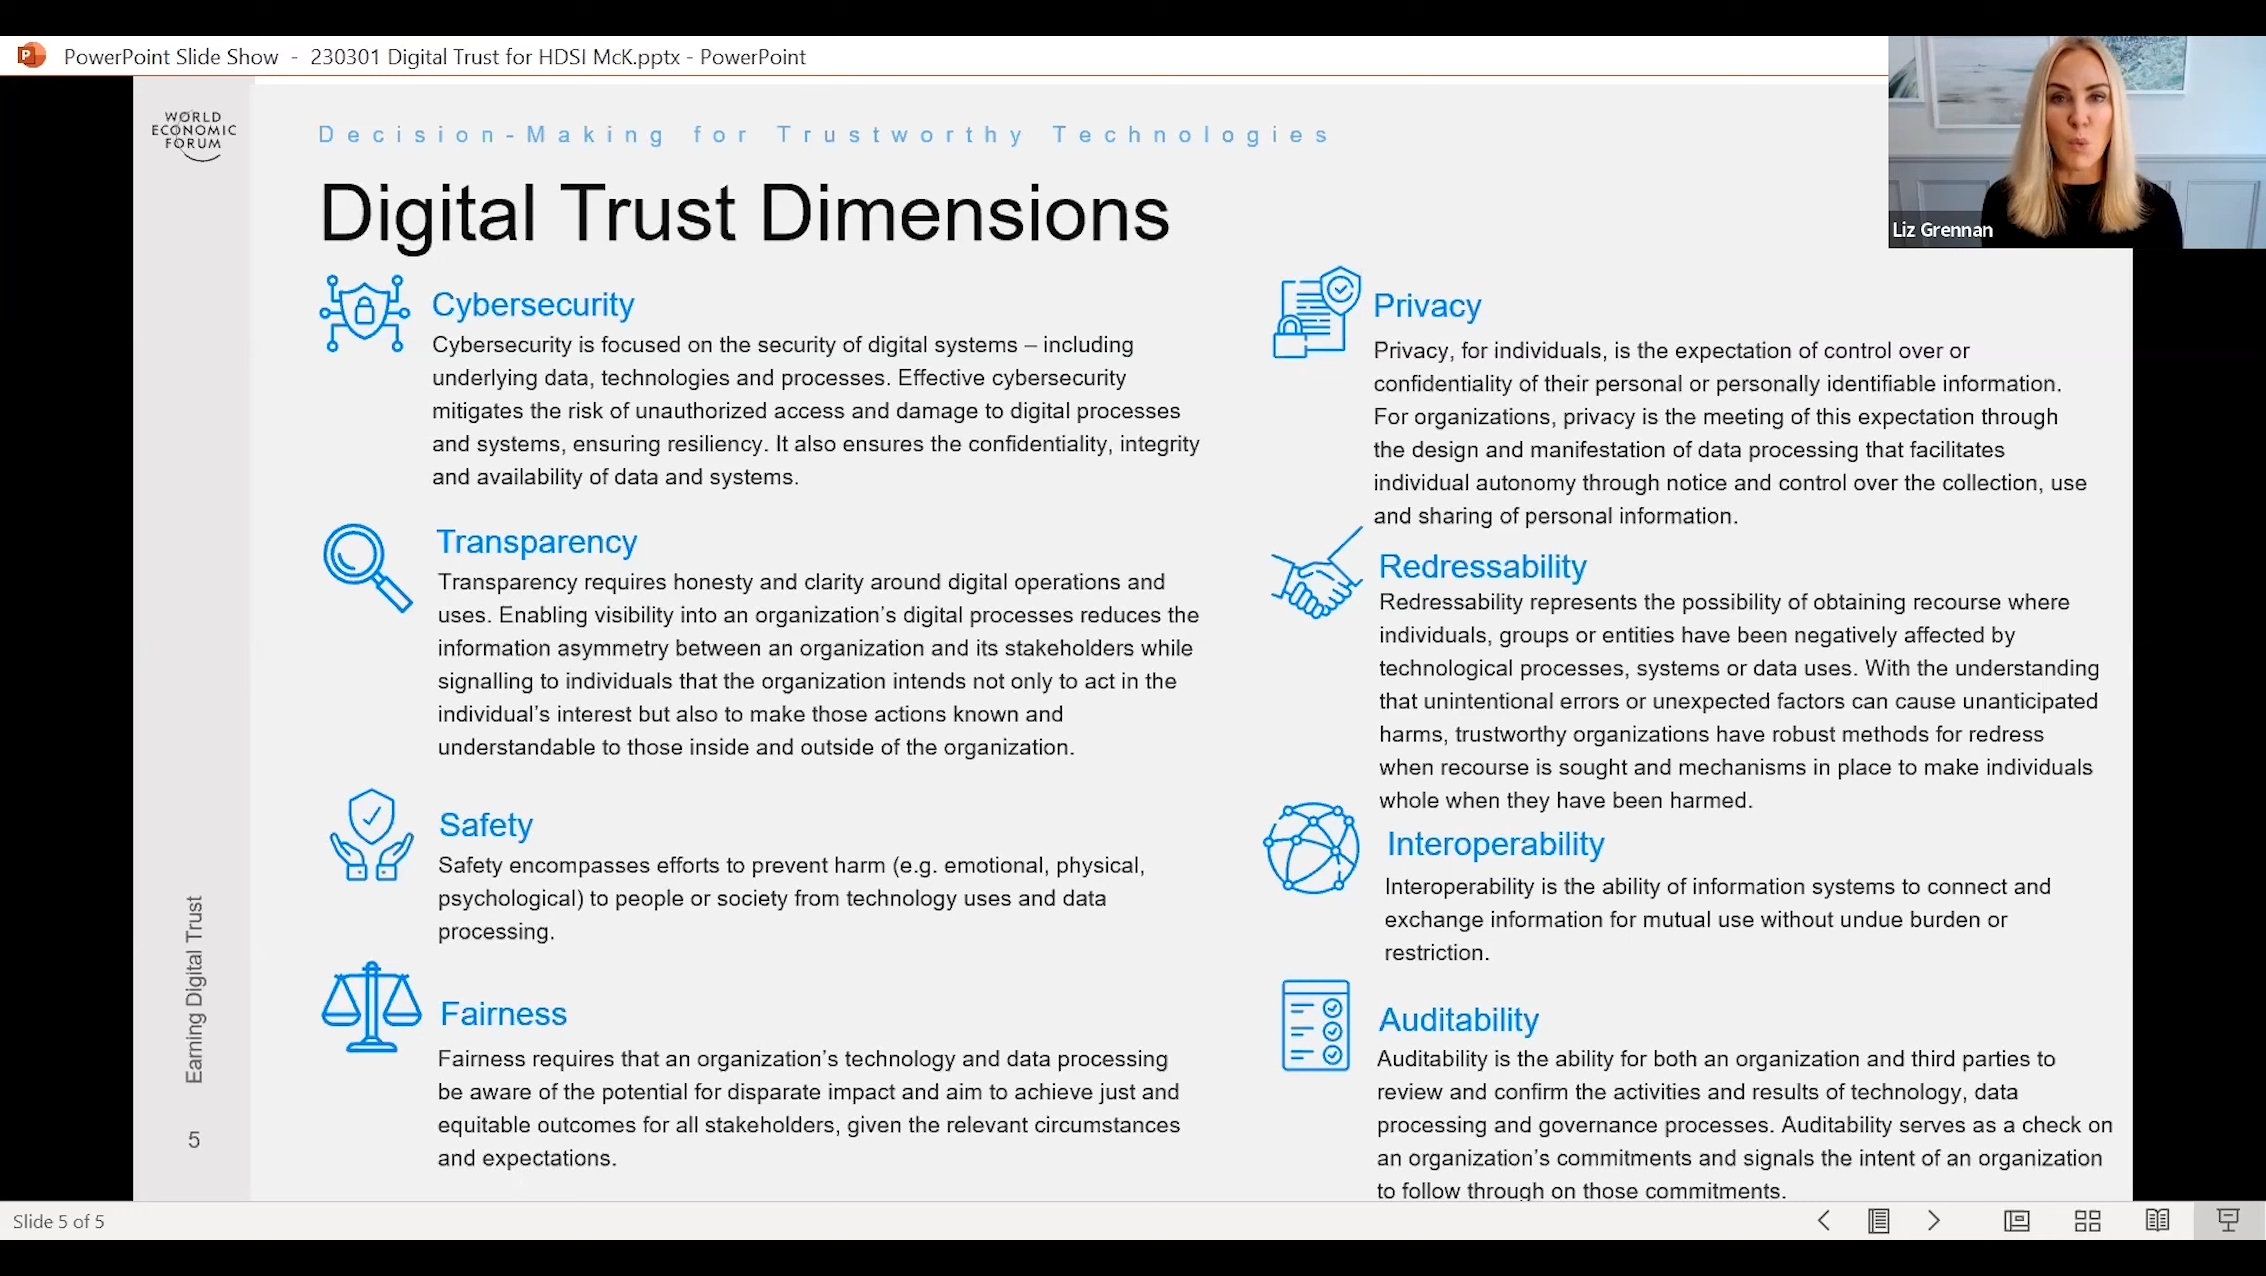 PowerPoint Slide Show - 230301 Digital Trust for HDSI McK.pptx - PowerPoint
WORLD
ECONOMIC
FORUM
Decision-Making for Trustworthy Technologies
Digital Trust Dimensions
Liz Grennan
Cybersecurity
Cybersecurity is focused on the security of digital systems – including
underlying data, technologies and processes. Effective cybersecurity
mitigates the risk of unauthorized access and damage to digital processes
and systems, ensuring resiliency. It also ensures the confidentiality, integrity
and availability of data and systems.
Transparency
Transparency requires honesty and clarity around digital operations and
uses. Enabling visibility into an organization’s digital processes reduces the
information asymmetry between an organization and its stakeholders while
signalling to individuals that the organization intends not only to act in the
individual’s interest but also to make those actions known and
understandable to those inside and outside of the organization.
Safety
Safety encompasses efforts to prevent harm (e.g. emotional, physical,
psychological) to people or society from technology uses and data
processing.
Fairness
Fairness requires that an organization’s technology and data processing
be aware of the potential for disparate impact and aim to achieve just and
equitable outcomes for all stakeholders, given the relevant circumstances
and expectations.
Privacy
Privacy, for individuals, is the expectation of control over or
confidentiality of their personal or personally identifiable information.
For organizations, privacy is the meeting of this expectation through
the design and manifestation of data processing that facilitates
individual autonomy through notice and control over the collection, use
and sharing of personal information.
Redressability
Redressability represents the possibility of obtaining recourse where
individuals, groups or entities have been negatively affected by
technological processes, systems or data uses. With the understanding
that unintentional errors or unexpected factors can cause unanticipated
harms, trustworthy organizations have robust methods for redress
when recourse is sought and mechanisms in place to make individuals
whole when they have been harmed.
Interoperability
Interoperability is the ability of information systems to connect and
exchange information for mutual use without undue burden or
restriction.
Auditability
Auditability is the ability for both an organization and third parties to
review and confirm the activities and results of technology, data
processing and governance processes. Auditability serves as a check on
an organization’s commitments and signals the intent of an organization
to follow through on those commitments.
Earning Digital Trust
5
Slide 5 of 5